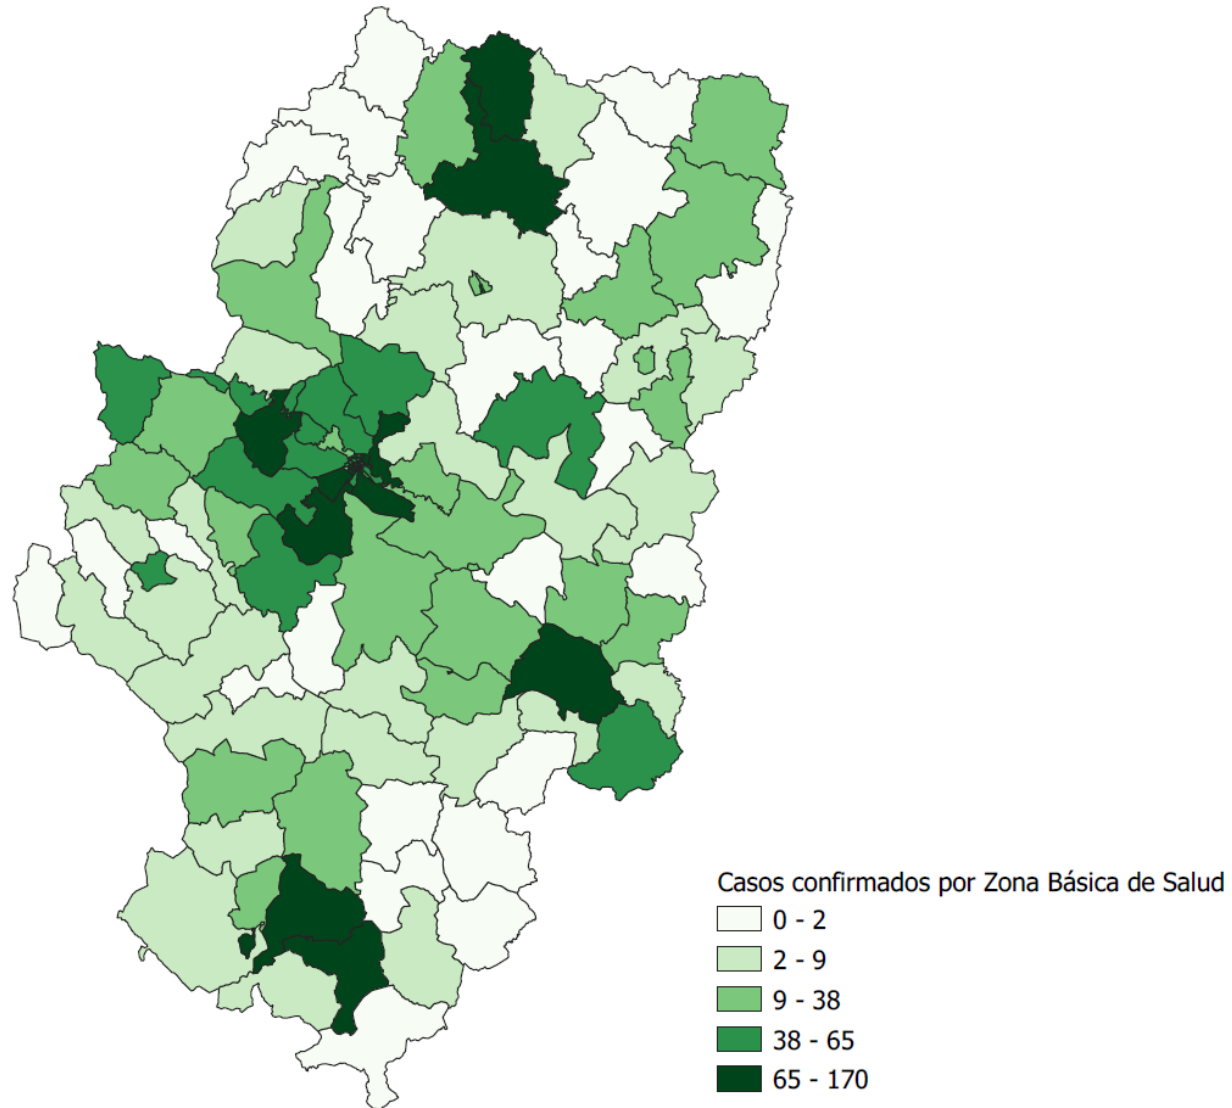 Casos confirmados por Zona Básica de Salud
0 - 2
2 - 9
9 - 38
38 - 65
65 - 170